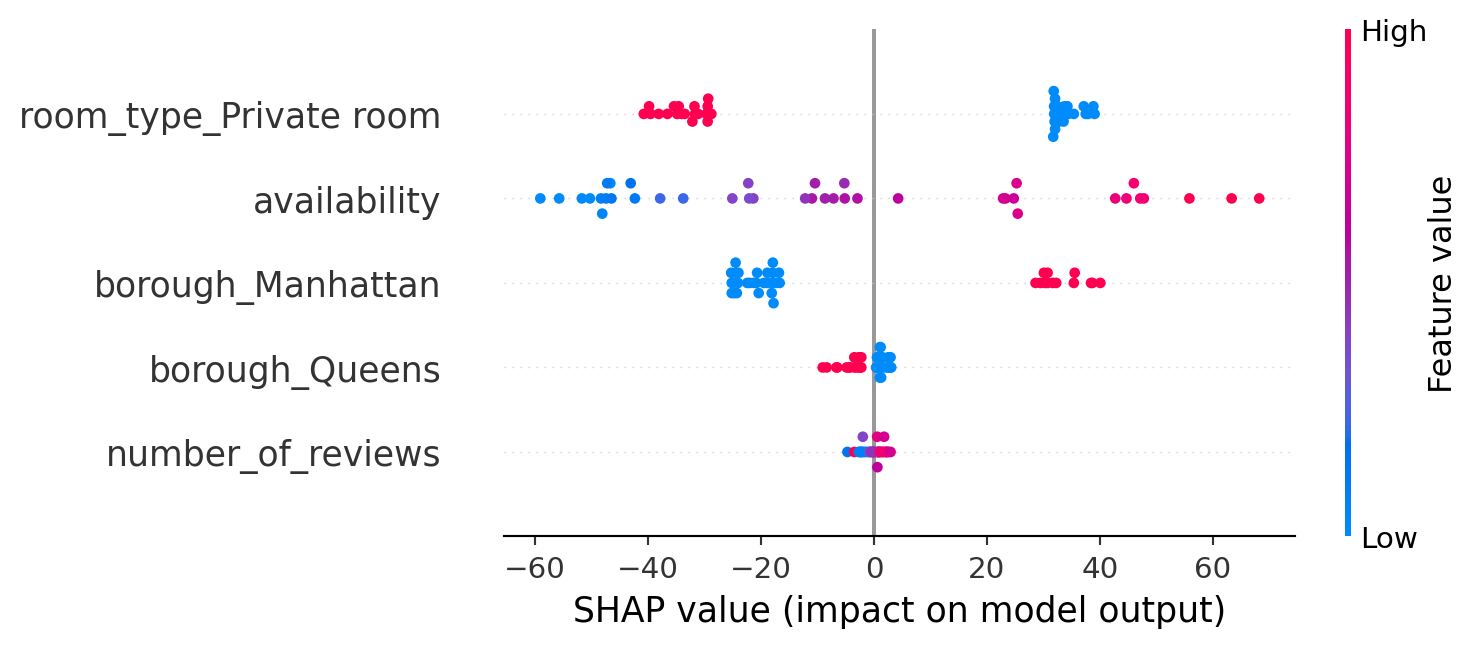 High
room_type_Private room
availability
borough_Manhattan
borough_Queens
number_of_reviews
Feature value
Low
−60 −40 −20 0 20 40 60
SHAP value (impact on model output)